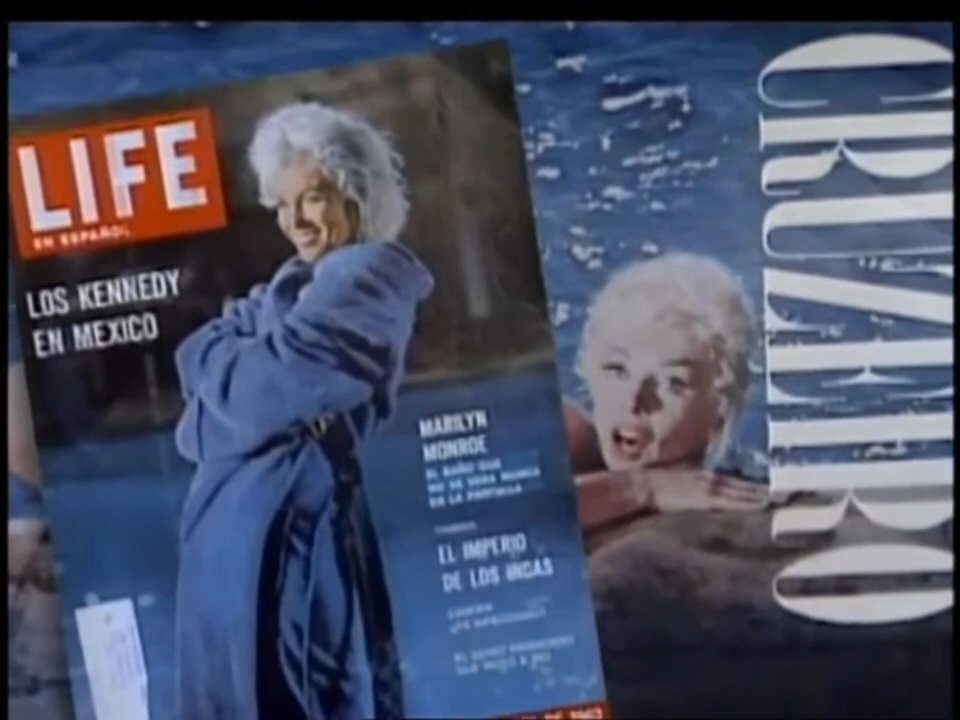 LIFE
EN ESPAÑOL
LOS KENNEDY
EN MEXICO
MARILYN
MONROE
EL BAÑO QUE
NO SE VERA NUNCA
EN LA PANTALLA
EL IMPERIO
DE LOS INCAS
CRUZEIRO